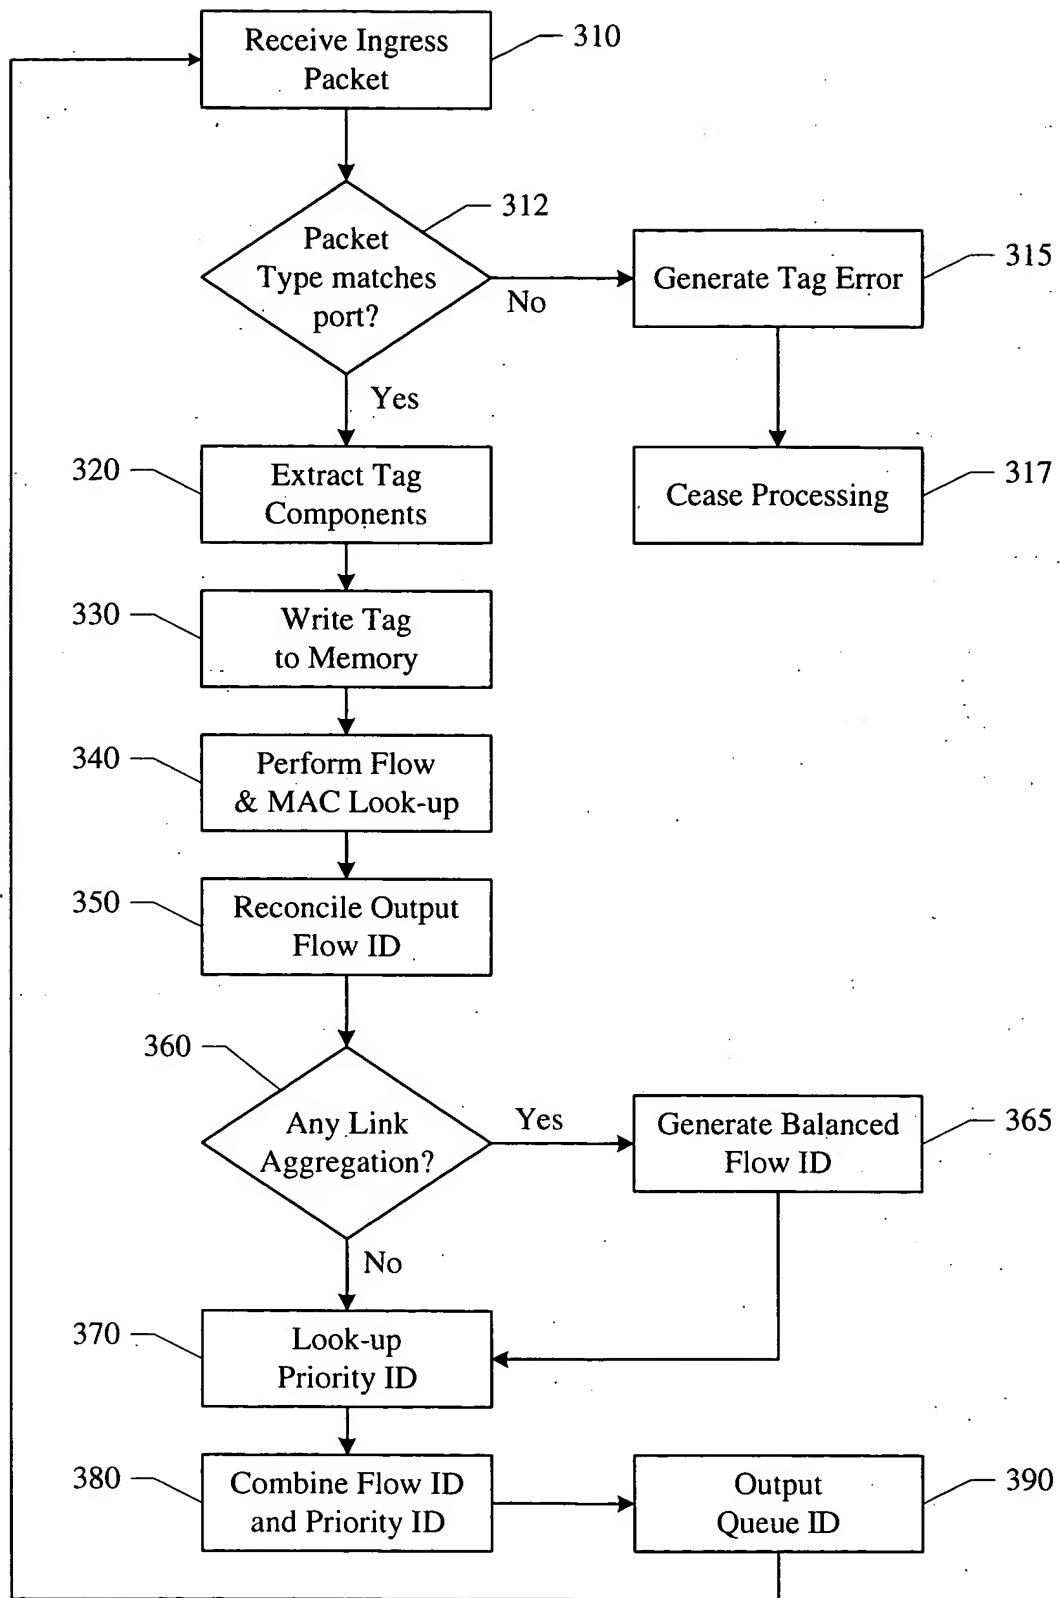 Receive Ingress
Packet
310
312
Packet
Type matches
port?
No
Generate Tag Error
315
Yes
320
Extract Tag
Components
Cease Processing
317
330
Write Tag
to Memory
340
Perform Flow
& MAC Look-up
350
Reconcile Output
Flow ID
360
Any Link
Aggregation?
Yes
Generate Balanced
Flow ID
365
No
370
Look-up
Priority ID
380
Combine Flow ID
and Priority ID
Output
Queue ID
390